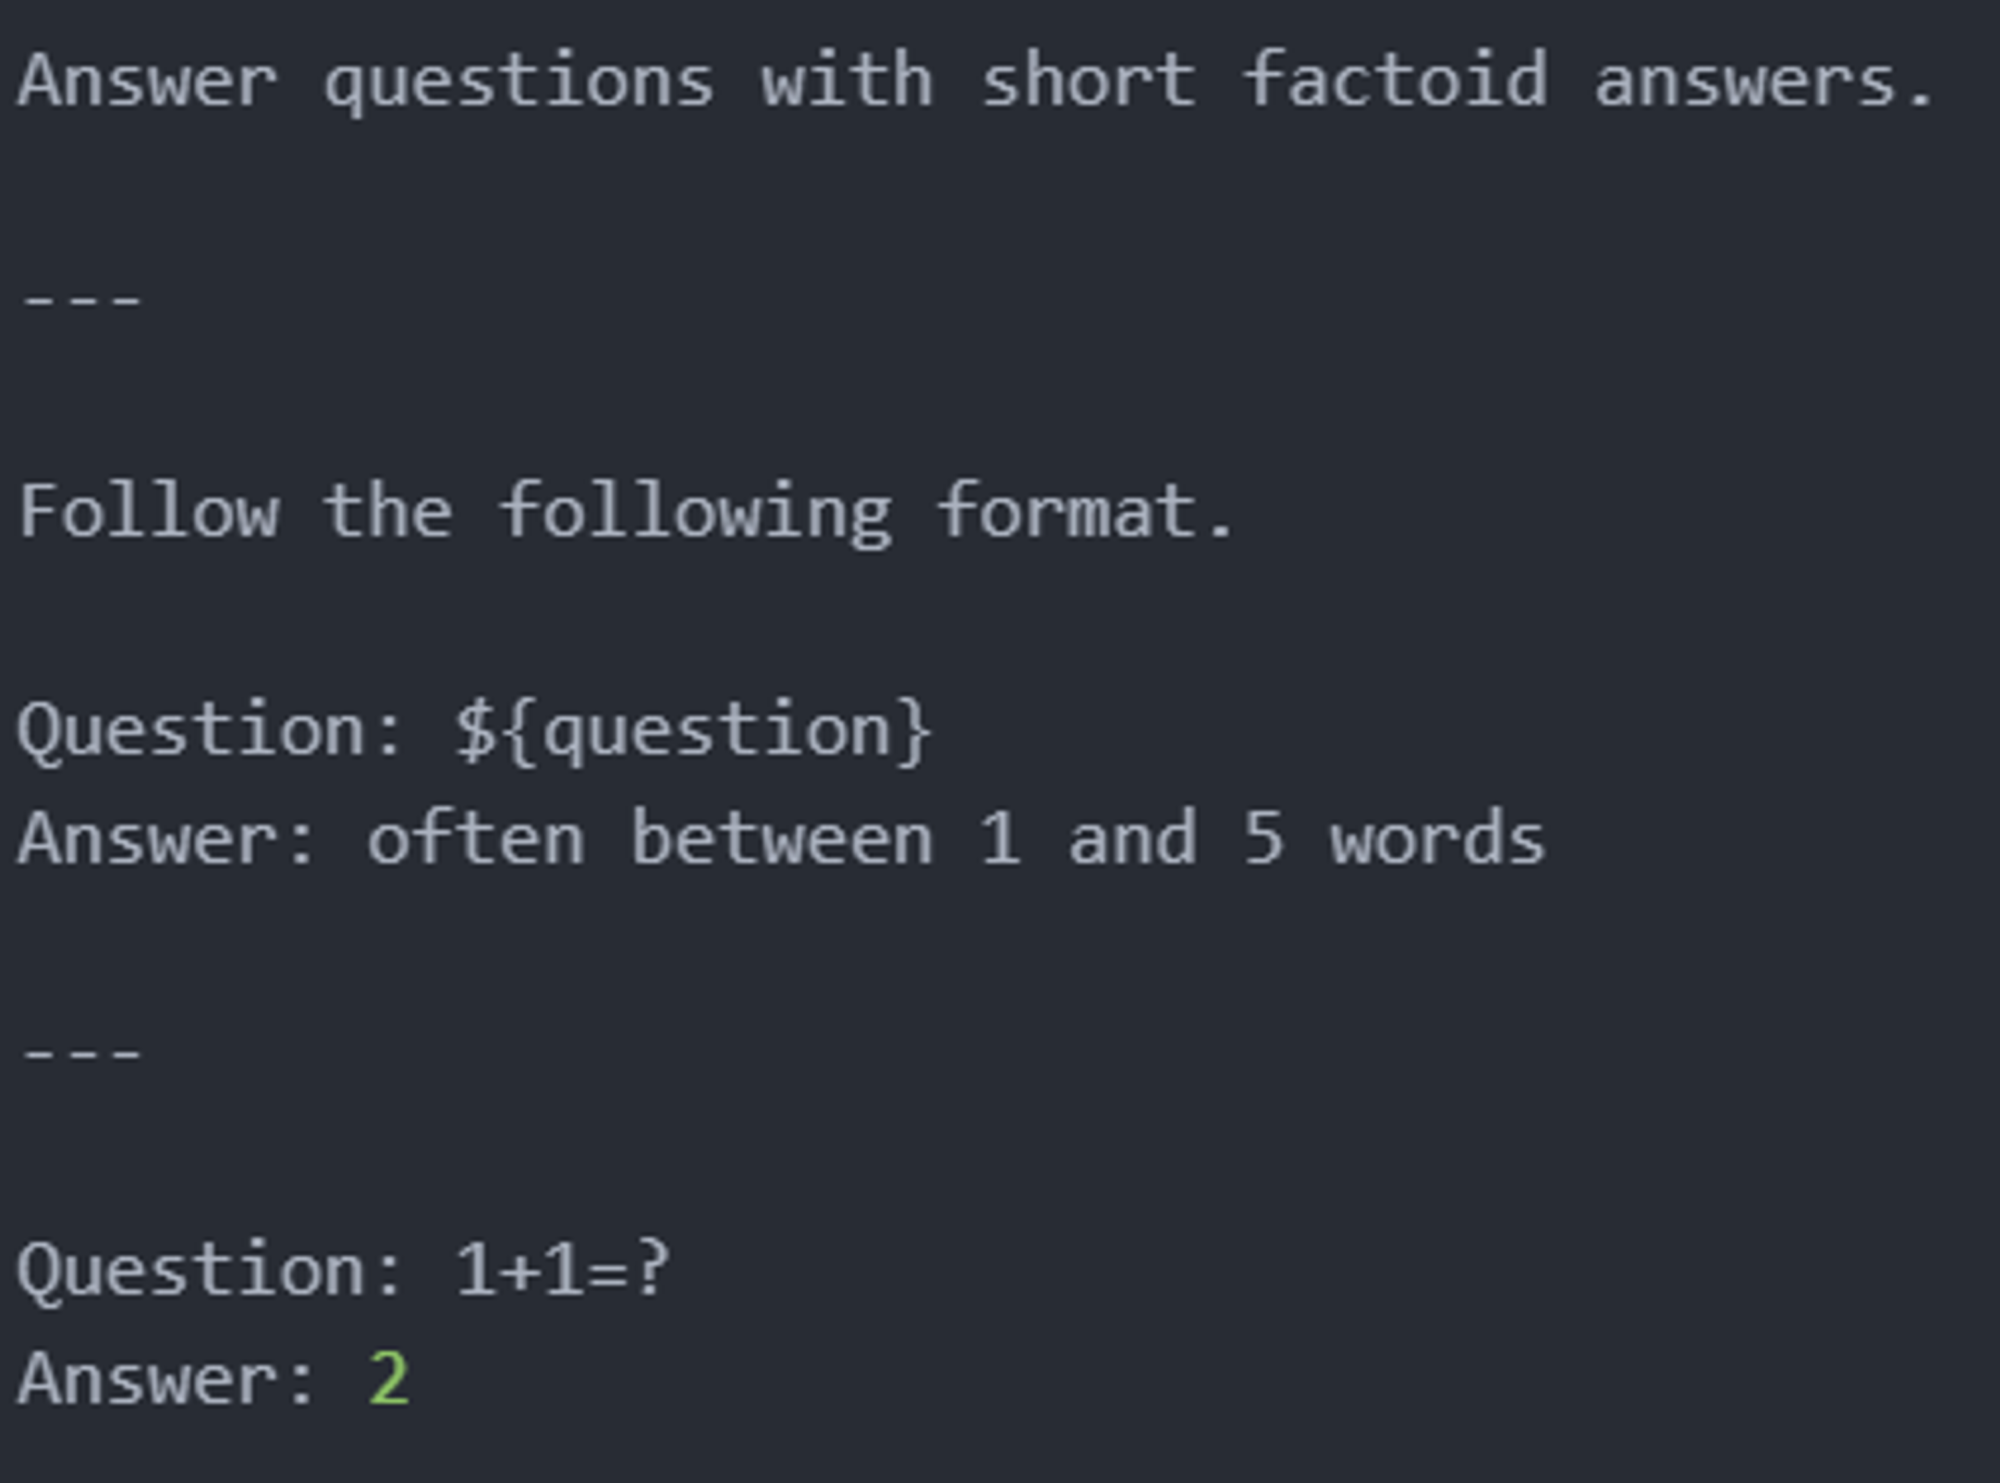 Answer questions with short factoid answers.
---
Follow the following format.
Question: ${question}
Answer: often between 1 and 5 words
---
Question: 1+1=?
Answer: 2